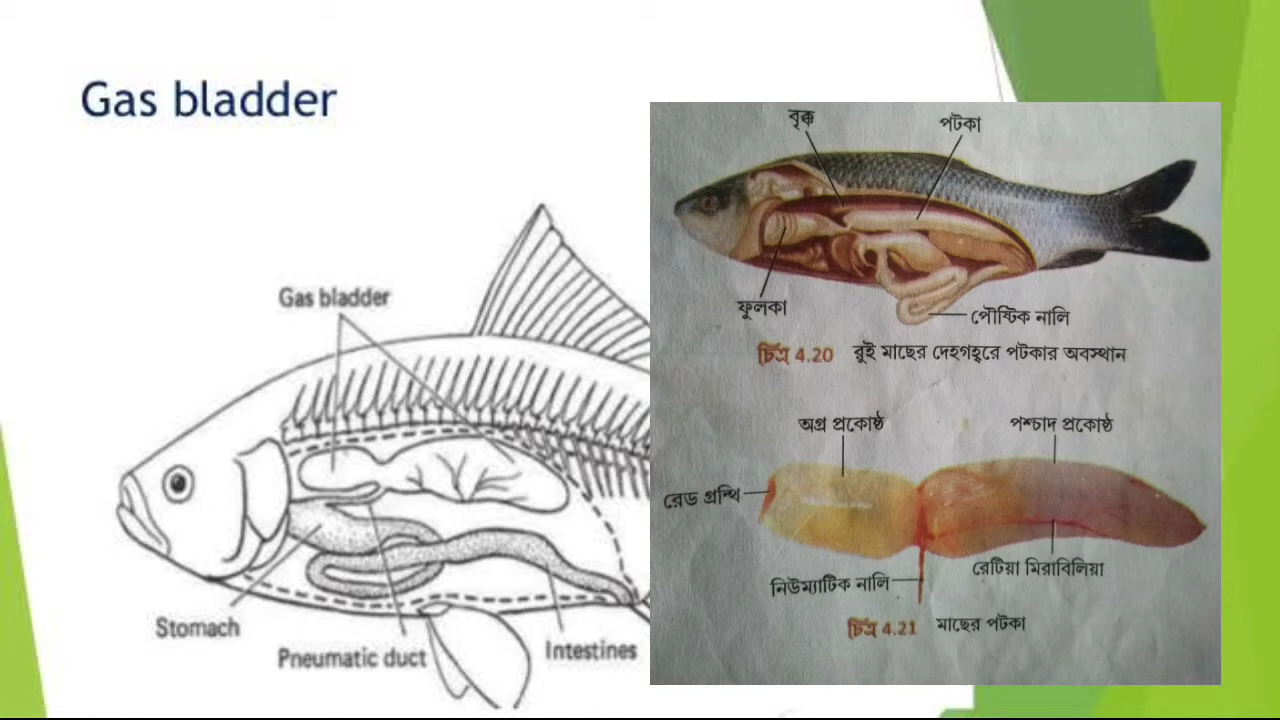 Gas bladder
Gas bladder
Stomach
Pneumatic duct
Intestines
বৃক্ক
পটকা
ফুলকা
পৌষ্টিক নালি
চিত্র 4.20 রুই মাছের দেহগহ্বরে পটকার অবস্থান
অগ্র প্রকোষ্ঠ
পশ্চাদ প্রকোষ্ঠ
রেড গ্রন্থি
নিউম্যাটিক নালি
রেটিয়া মিরাবিলিয়া
চিত্র 4.21 মাছের পটকা